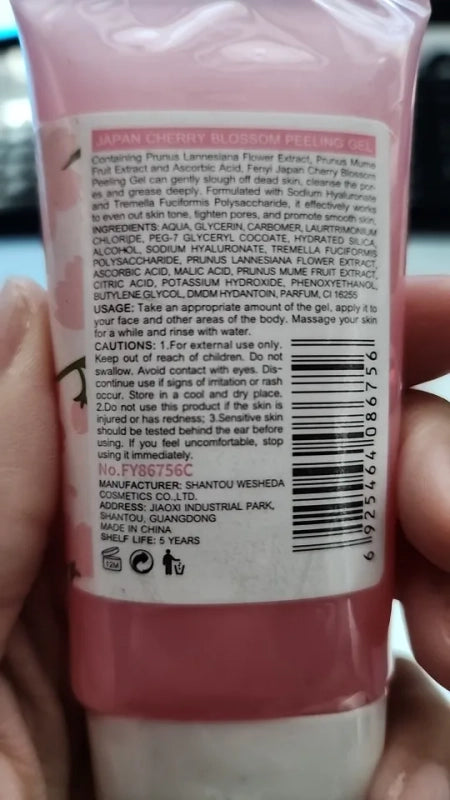 JAPAN CHERRY BLOSSOM PEELING GEL
Containing Prunus Lannesiana Flower Extract, Prunus Mume
Fruit Extract and Ascorbic Acid, Fenyi Japan Cherry Blossom
Peeling Gel can gently slough off dead skin, cleanse the por-
es and grease deeply. Formulated with Sodium Hyaluronate
and Tremella Fuciformis Polysaccharide, it effectively works
to even out skin tone, tighten pores, and promote smooth skin.
INGREDIENTS: AQUA, GLYCERIN, CARBOMER, LAURTRIMONIUM
CHLORIDE, PEG-7 GLYCERYL COCOATE, HYDRATED SILICA,
ALCOHOL, SODIUM HYALURONATE, TREMELLA FUCIFORMIS
POLYSACCHARIDE, PRUNUS LANNESIANA FLOWER EXTRACT,
ASCORBIC ACID, MALIC ACID, PRUNUS MUME FRUIT EXTRACT,
CITRIC ACID, POTASSIUM HYDROXIDE, PHENOXYETHANOL,
BUTYLENE GLYCOL, DMDM HYDANTOIN, PARFUM, CI 16255
USAGE: Take an appropriate amount of the gel, apply it to
your face and other areas of the body. Massage your skin
for a while and rinse with water.
CAUTIONS: 1.For external use only.
Keep out of reach of children. Do not
swallow. Avoid contact with eyes. Dis-
continue use if signs of irritation or rash
occur. Store in a cool and dry place.
2.Do not use this product if the skin is
injured or has redness; 3.Sensitive skin
should be tested behind the ear before
using. If you feel uncomfortable, stop
using it immediately.
No.FY86756C
MANUFACTURER: SHANTOU WESHEDA
COSMETICS CO.,LTD.
ADDRESS: JIAOXI INDUSTRIAL PARK,
SHANTOU, GUANGDONG
MADE IN CHINA
SHELF LIFE: 5 YEARS
12M
6 925464 086756